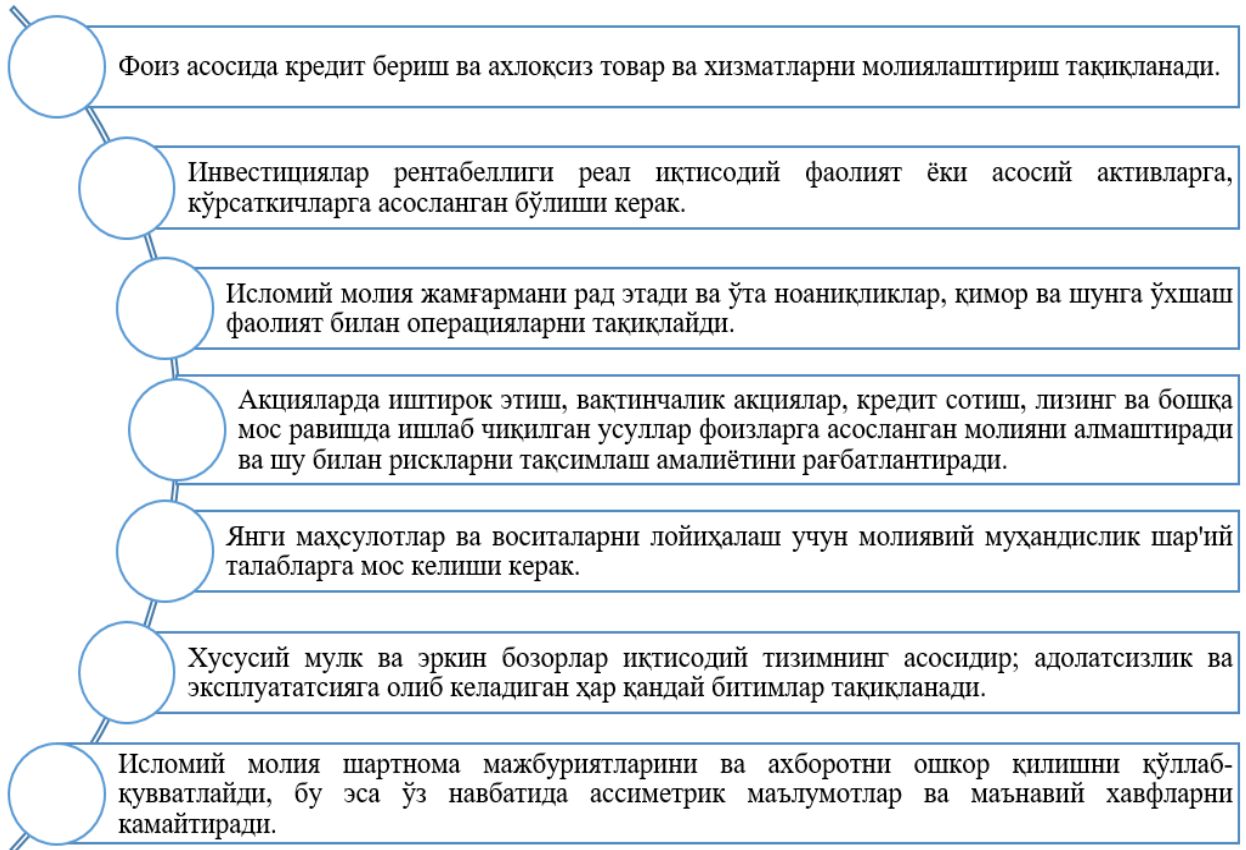 Фоиз асосида кредит бериш ва ахлоқсиз товар ва хизматларни молиялаштириш тақиқланади.
Инвестициялар рентабеллиги реал иқтисодий фаолият ёки асосий активларга,
кўрсаткичларга асосланган бўлиши керак.
Исломий молия жамғармани рад этади ва ўта ноаниқликлар, қимор ва шунга ўхшаш
фаолият билан операцияларни тақиқлайди.
Акцияларда иштирок этиш, вақтинчалик акциялар, кредит сотиш, лизинг ва бошқа
мос равишда ишлаб чиқилган усуллар фоизларга асосланган молияни алмаштиради
ва шу билан рискларни тақсимлаш амалиётини рағбатлантиради.
Янги маҳсулотлар ва воситаларни лойиҳалаш учун молиявий муҳандислик шар'ий
талабларга мос келиши керак.
Хусусий мулк ва эркин бозорлар иқтисодий тизимнинг асосидир; адолатсизлик ва
эксплуататсияга олиб келадиган ҳар қандай битимлар тақиқланади.
Исломий молия шартнома мажбуриятларини ва ахборотни ошкор қилишни қўллаб-
қувватлайди, бу эса ўз навбатида ассиметрик маълумотлар ва маънавий хавфларни
камайтиради.